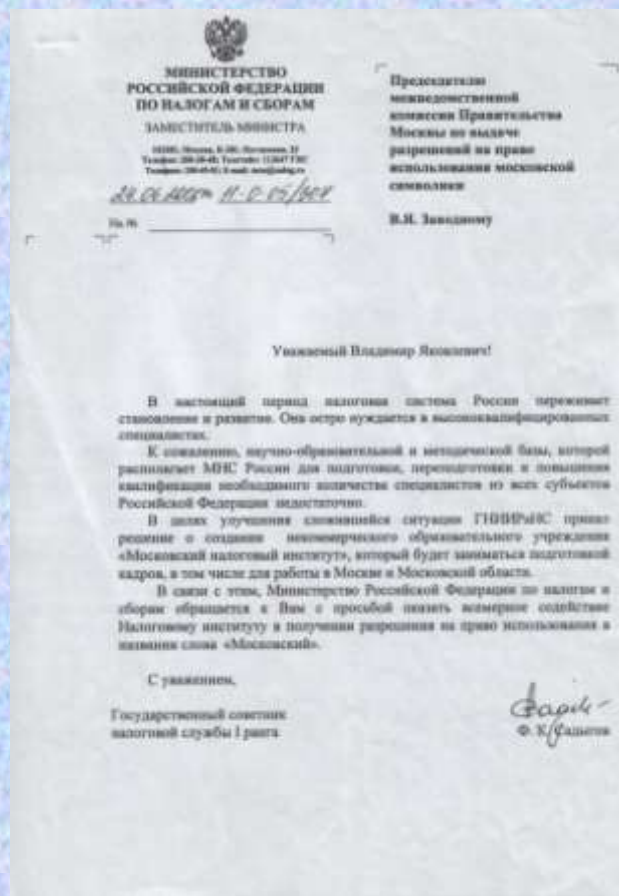 МИНИСТЕРСТВО
РОССИЙСКОЙ ФЕДЕРАЦИИ
ПО НАЛОГАМ И СБОРАМ
ЗАМЕСТИТЕЛЬ МИНИСТРА
На №
Председателю
межведомственной
комиссии Правительства
Москвы по выдаче
разрешений на право
использования московской
символики
В.Я. Заводному
Уважаемый Владимир Яковлевич!
В настоящий период налоговая система России переживает
становление и развитие. Она остро нуждается в высококвалифицированных
специалистах.
К сожалению, научно-образовательной и методической базы, которой
располагает МНС России для подготовки, переподготовки и повышения
квалификации необходимого количества специалистов из всех субъектов
Российской Федерации недостаточно.
В целях улучшения сложившейся ситуации ГНИИРНС принял
решение о создании некоммерческого образовательного учреждения
«Московский налоговый институт», который будет заниматься подготовкой
кадров, в том числе для работы в Москве и Московской области.
В связи с этим, Министерство Российской Федерации по налогам и
сборам обращается к Вам с просьбой оказать всемерное содействие
Налоговому институту в получении разрешения на право использования в
названии слова «Московский».
С уважением,
Государственный советник
налоговой службы I ранга
Ф. К. Садыгов